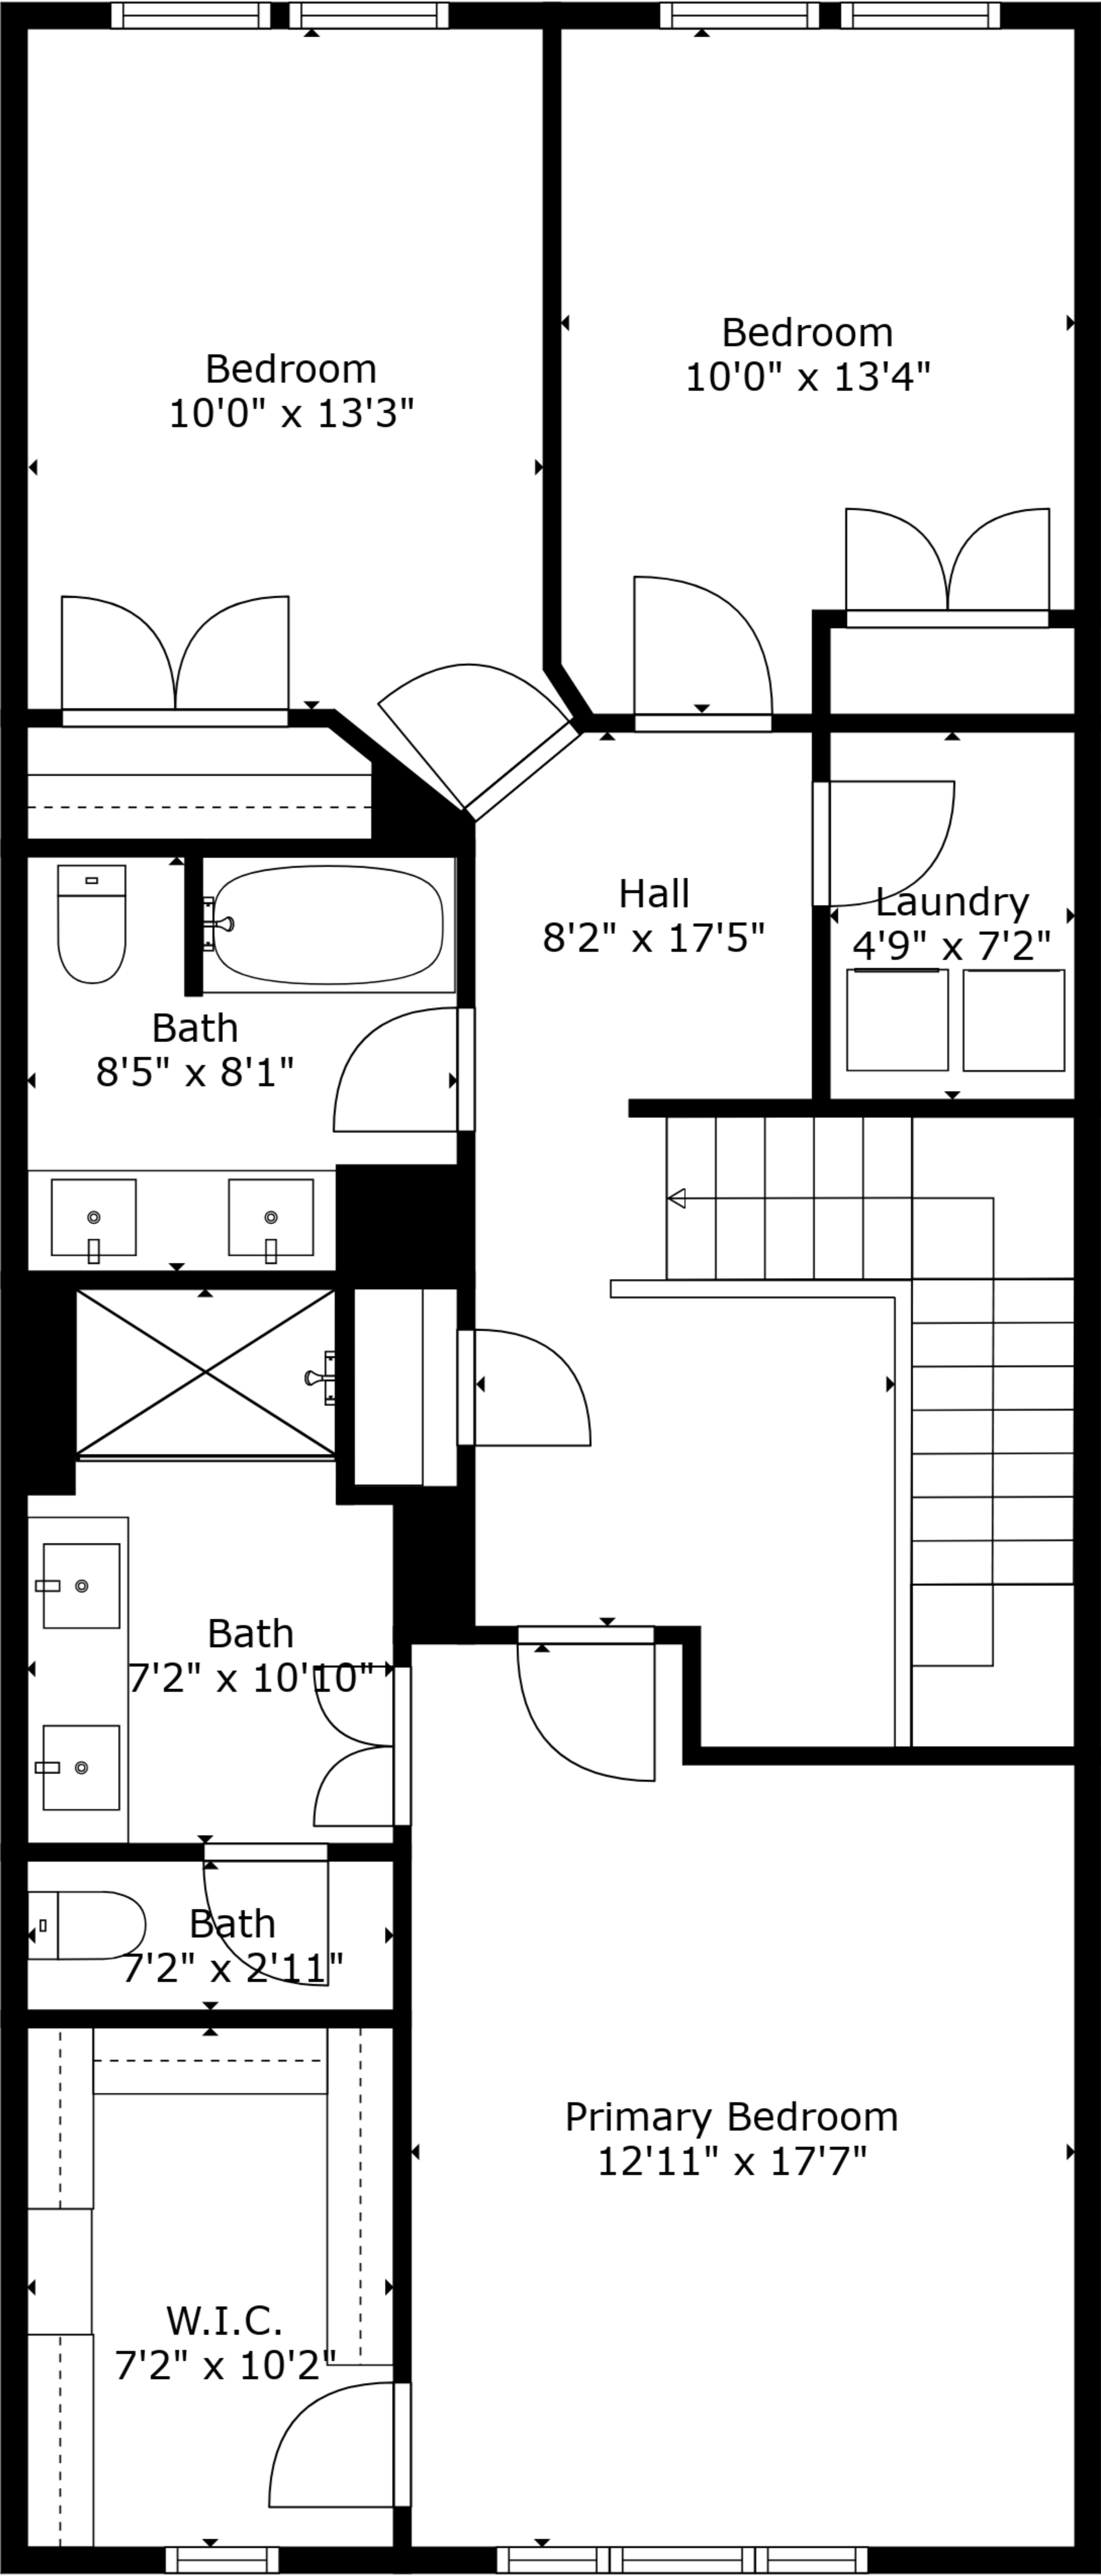 Bedroom
10'0" x 13'4"
Bedroom
10'0" x 13'3"
Hall
8'2" x 17'5"
Laundry
4'9" x 7'2"
Bath
8'5" x 8'1"
Bath
7'2" x 10'10"
Bath
7'2" x 2'11"
Primary Bedroom
12'11" x 17'7"
W.I.C.
7'2" x 10'2"